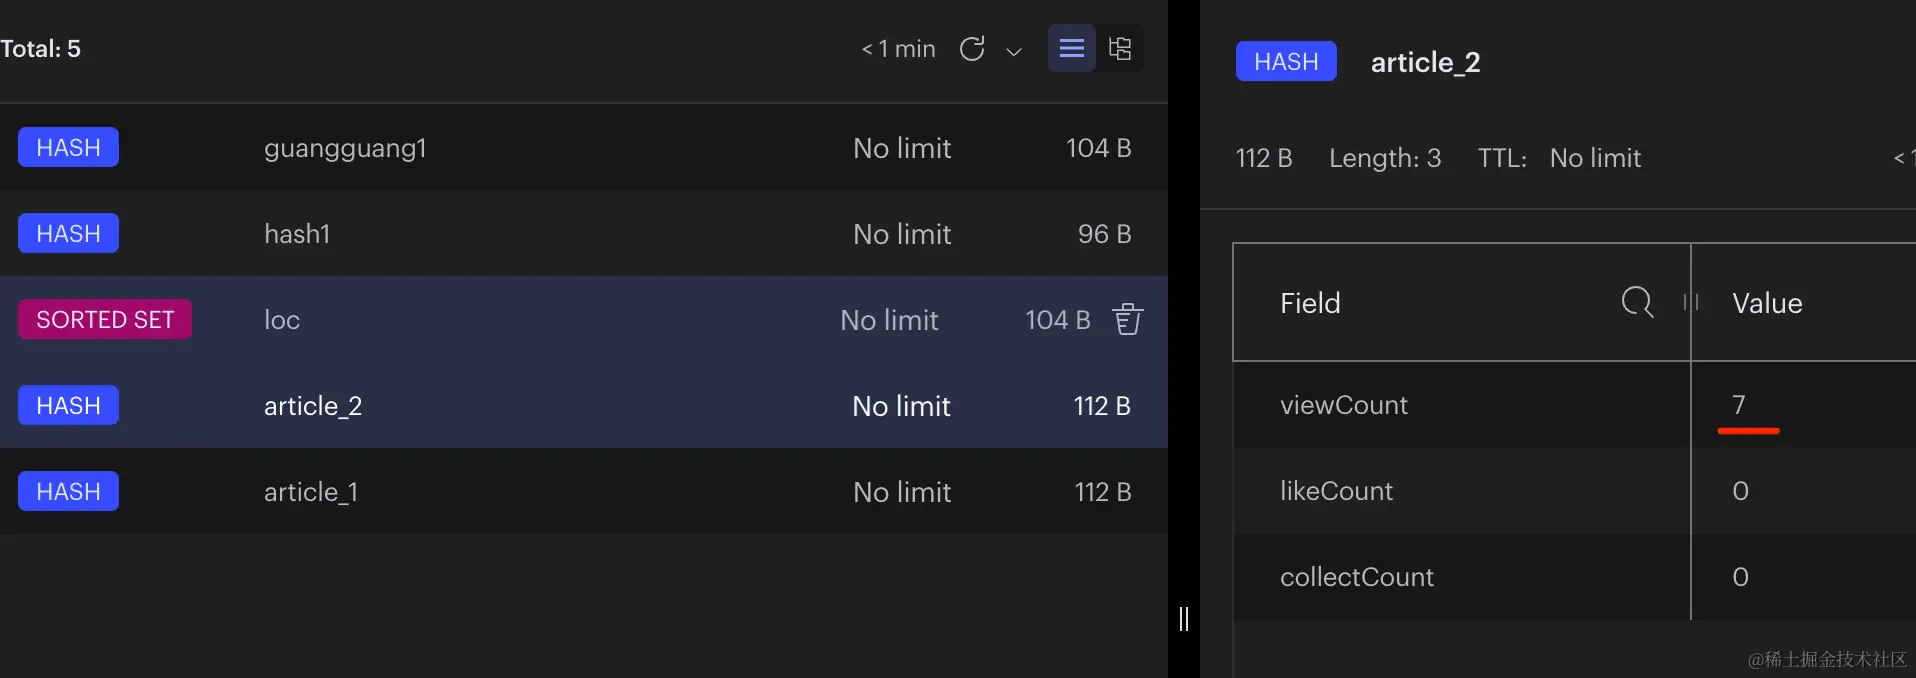 Total: 5
< 1 min
HASH guangguang1 No limit 104 B
HASH hash1 No limit 96 B
SORTED SET loc No limit 104 B
HASH article_2 No limit 112 B
HASH article_1 No limit 112 B
HASH article_2
112 B Length: 3 TTL: No limit < 1
Field Value
viewCount 7
likeCount 0
collectCount 0
@稀土掘金技术社区